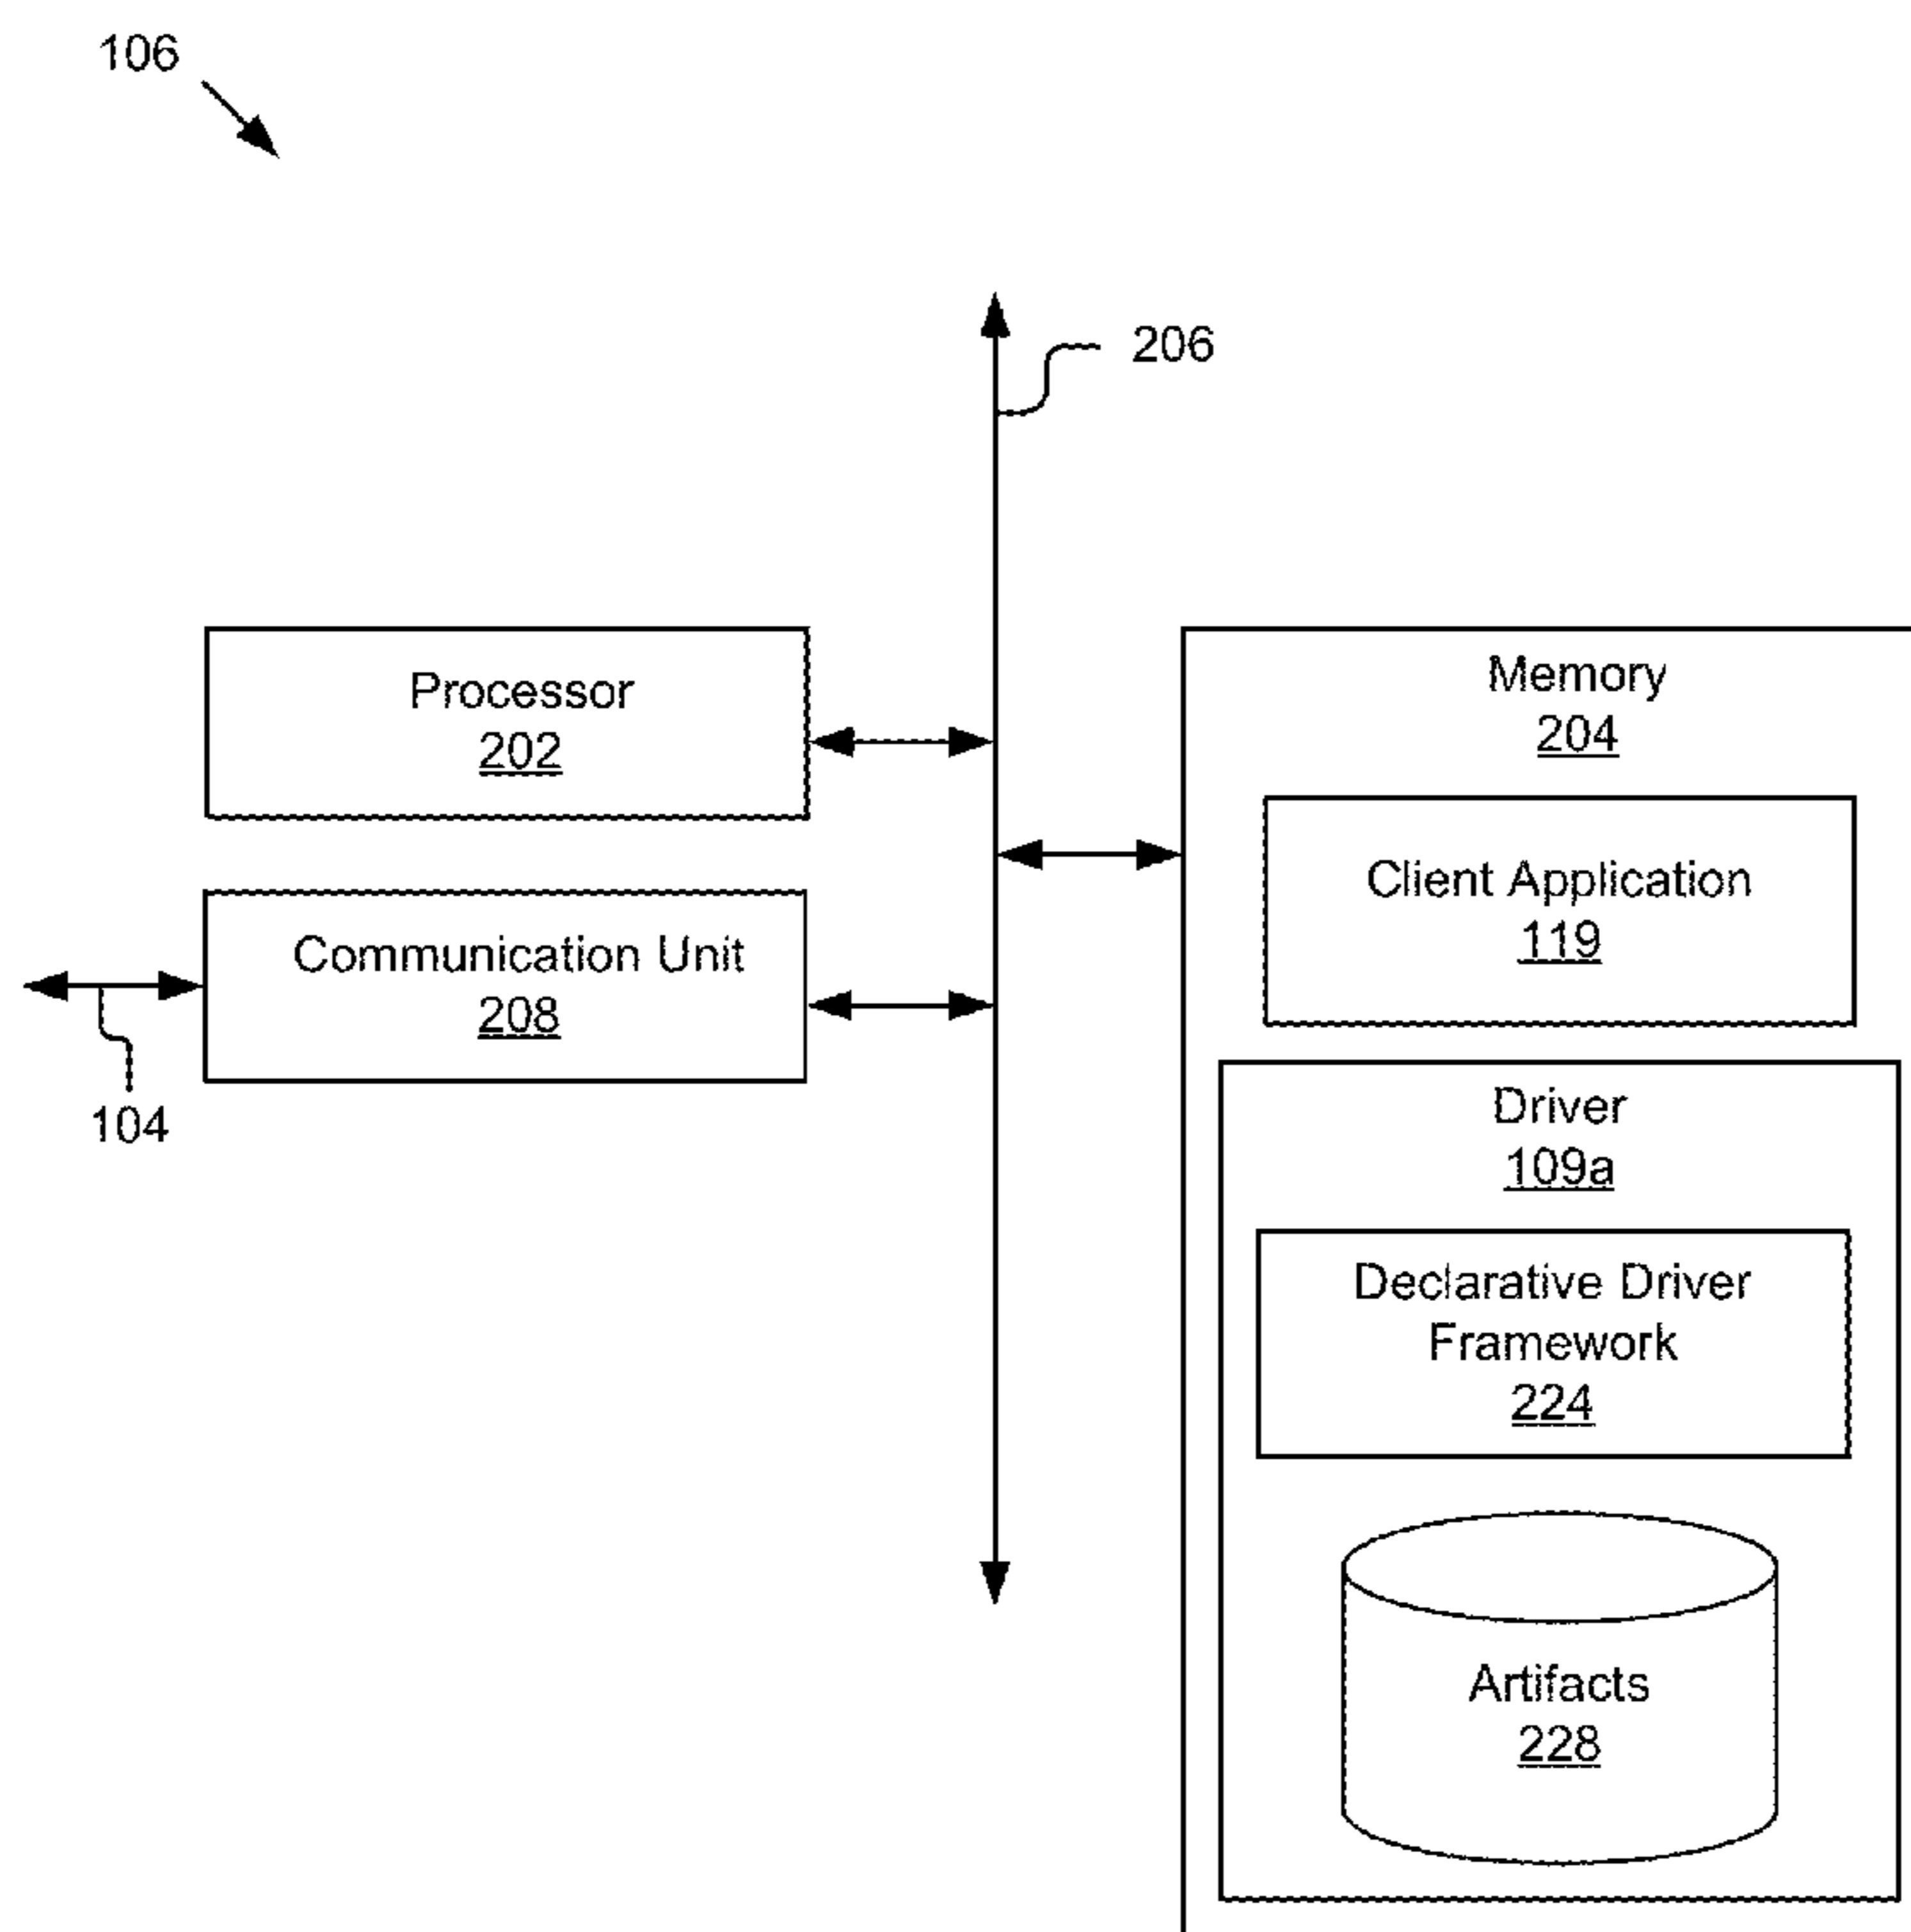 106
206
Processor
202
Communication Unit
208
104
Memory
204
Client Application
119
Driver
109a
Declarative Driver
Framework
224
Artifacts
228